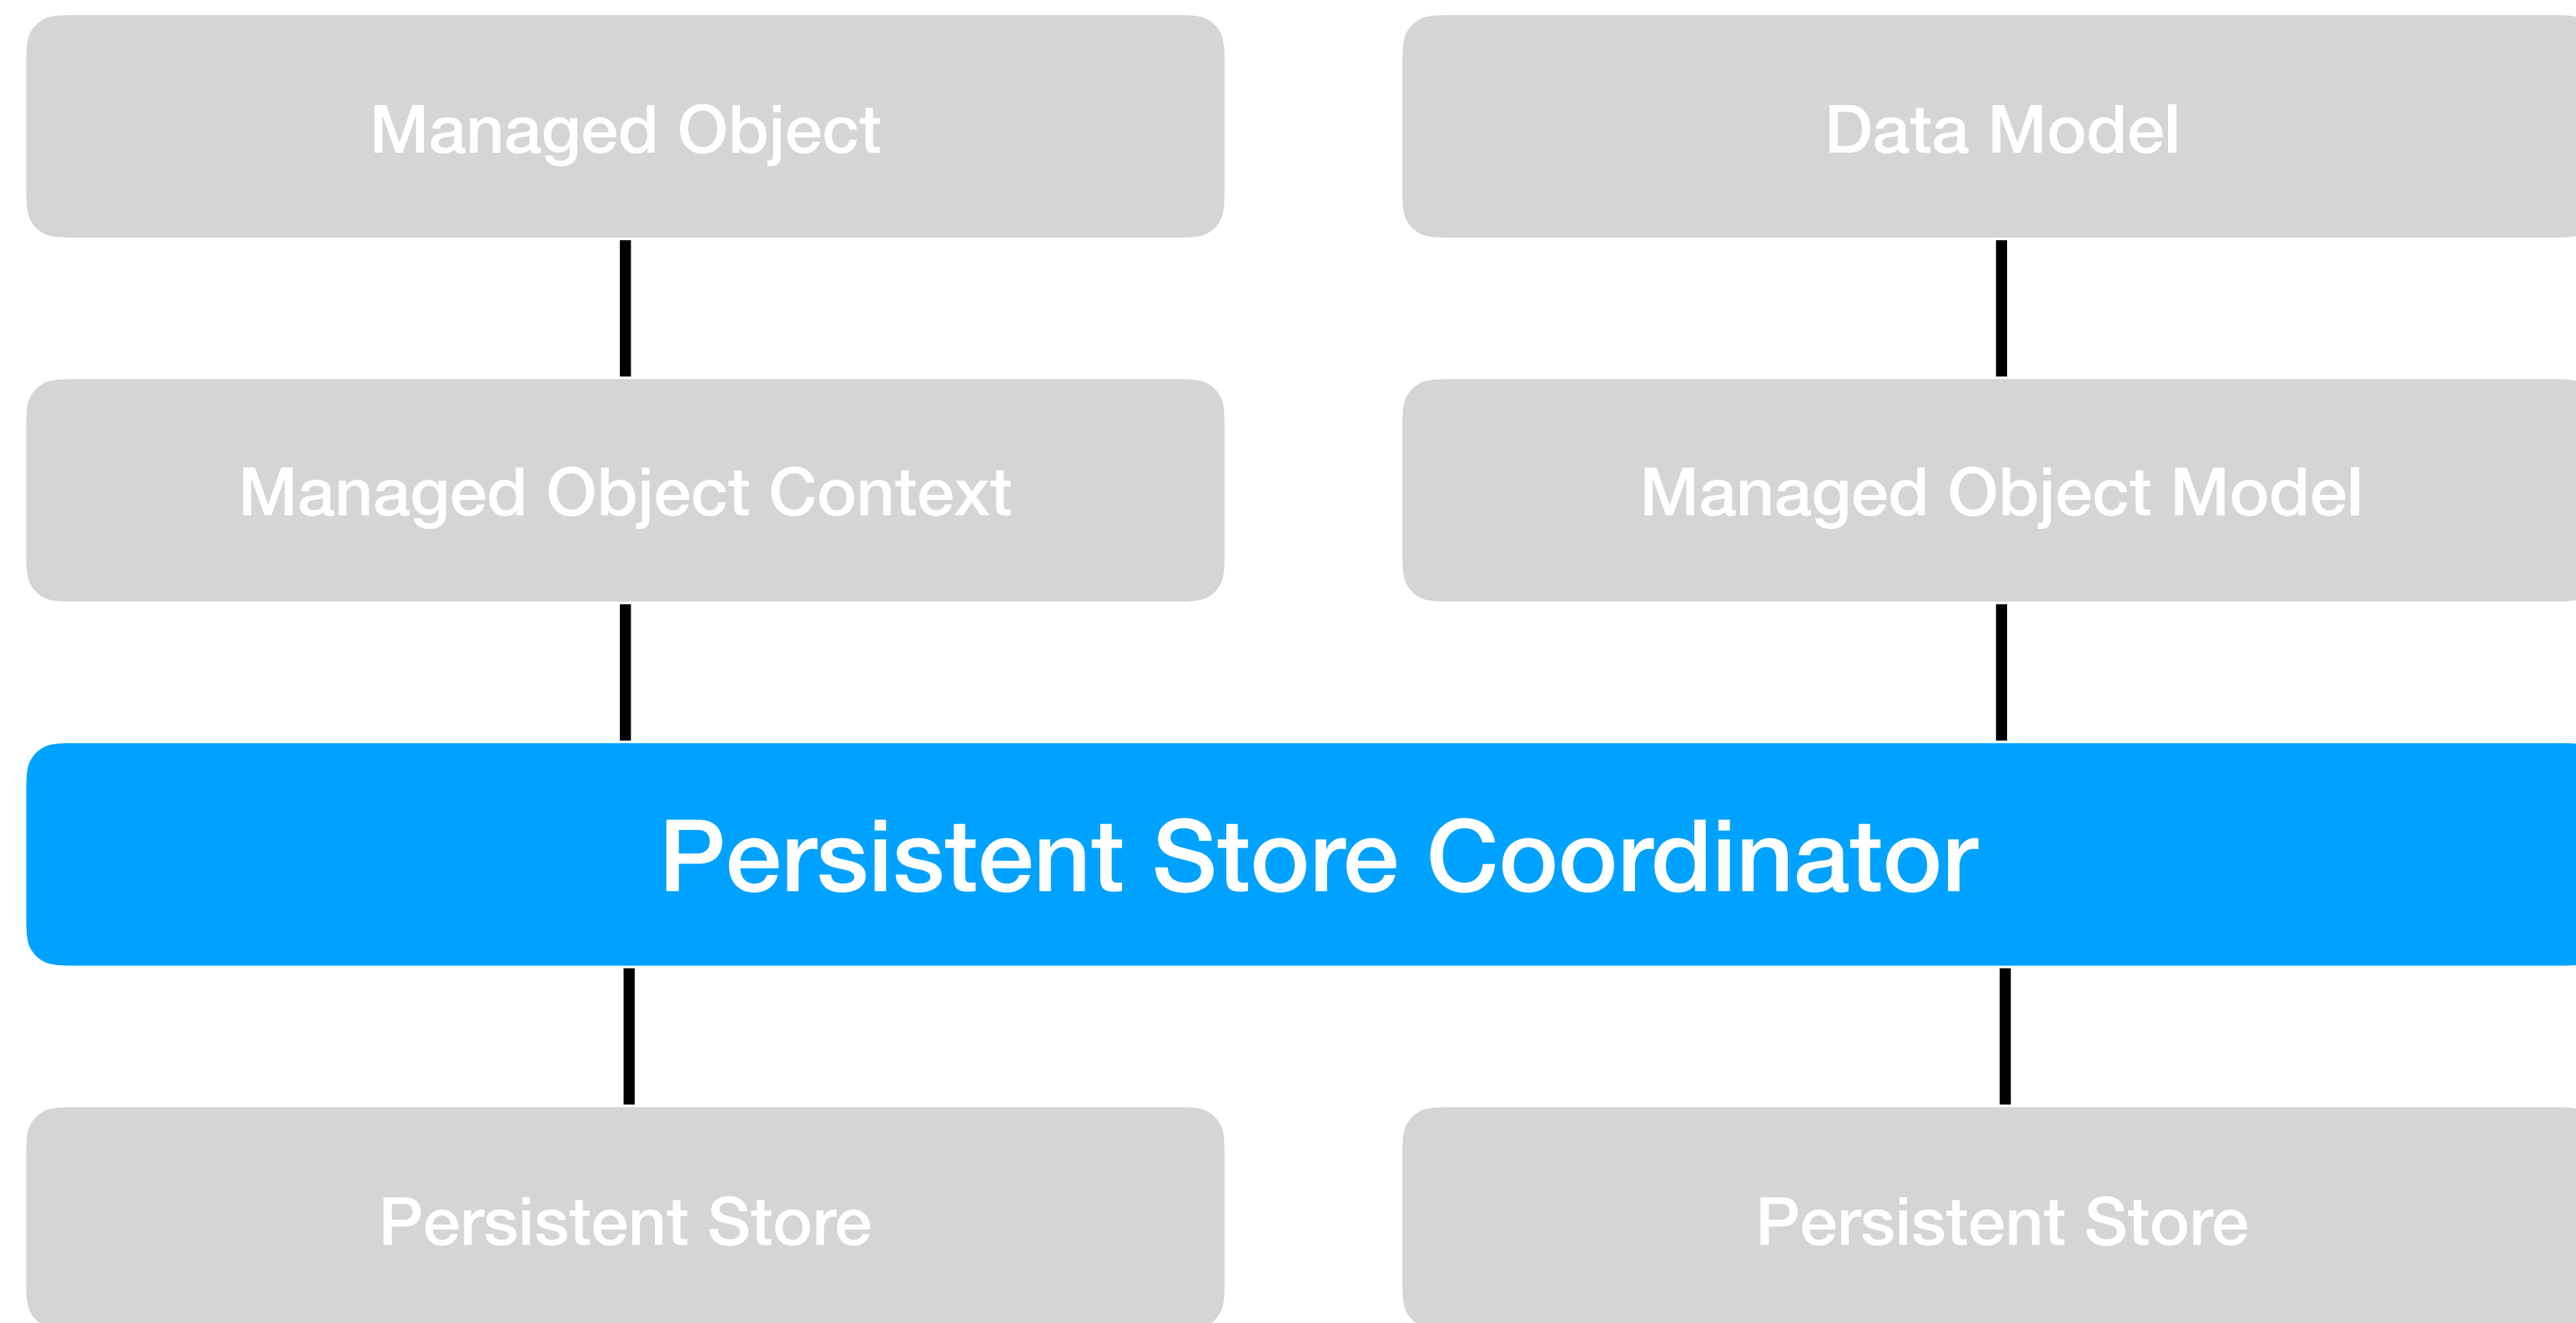 Managed Object
Data Model
Managed Object Context
Managed Object Model
Persistent Store Coordinator
Persistent Store
Persistent Store